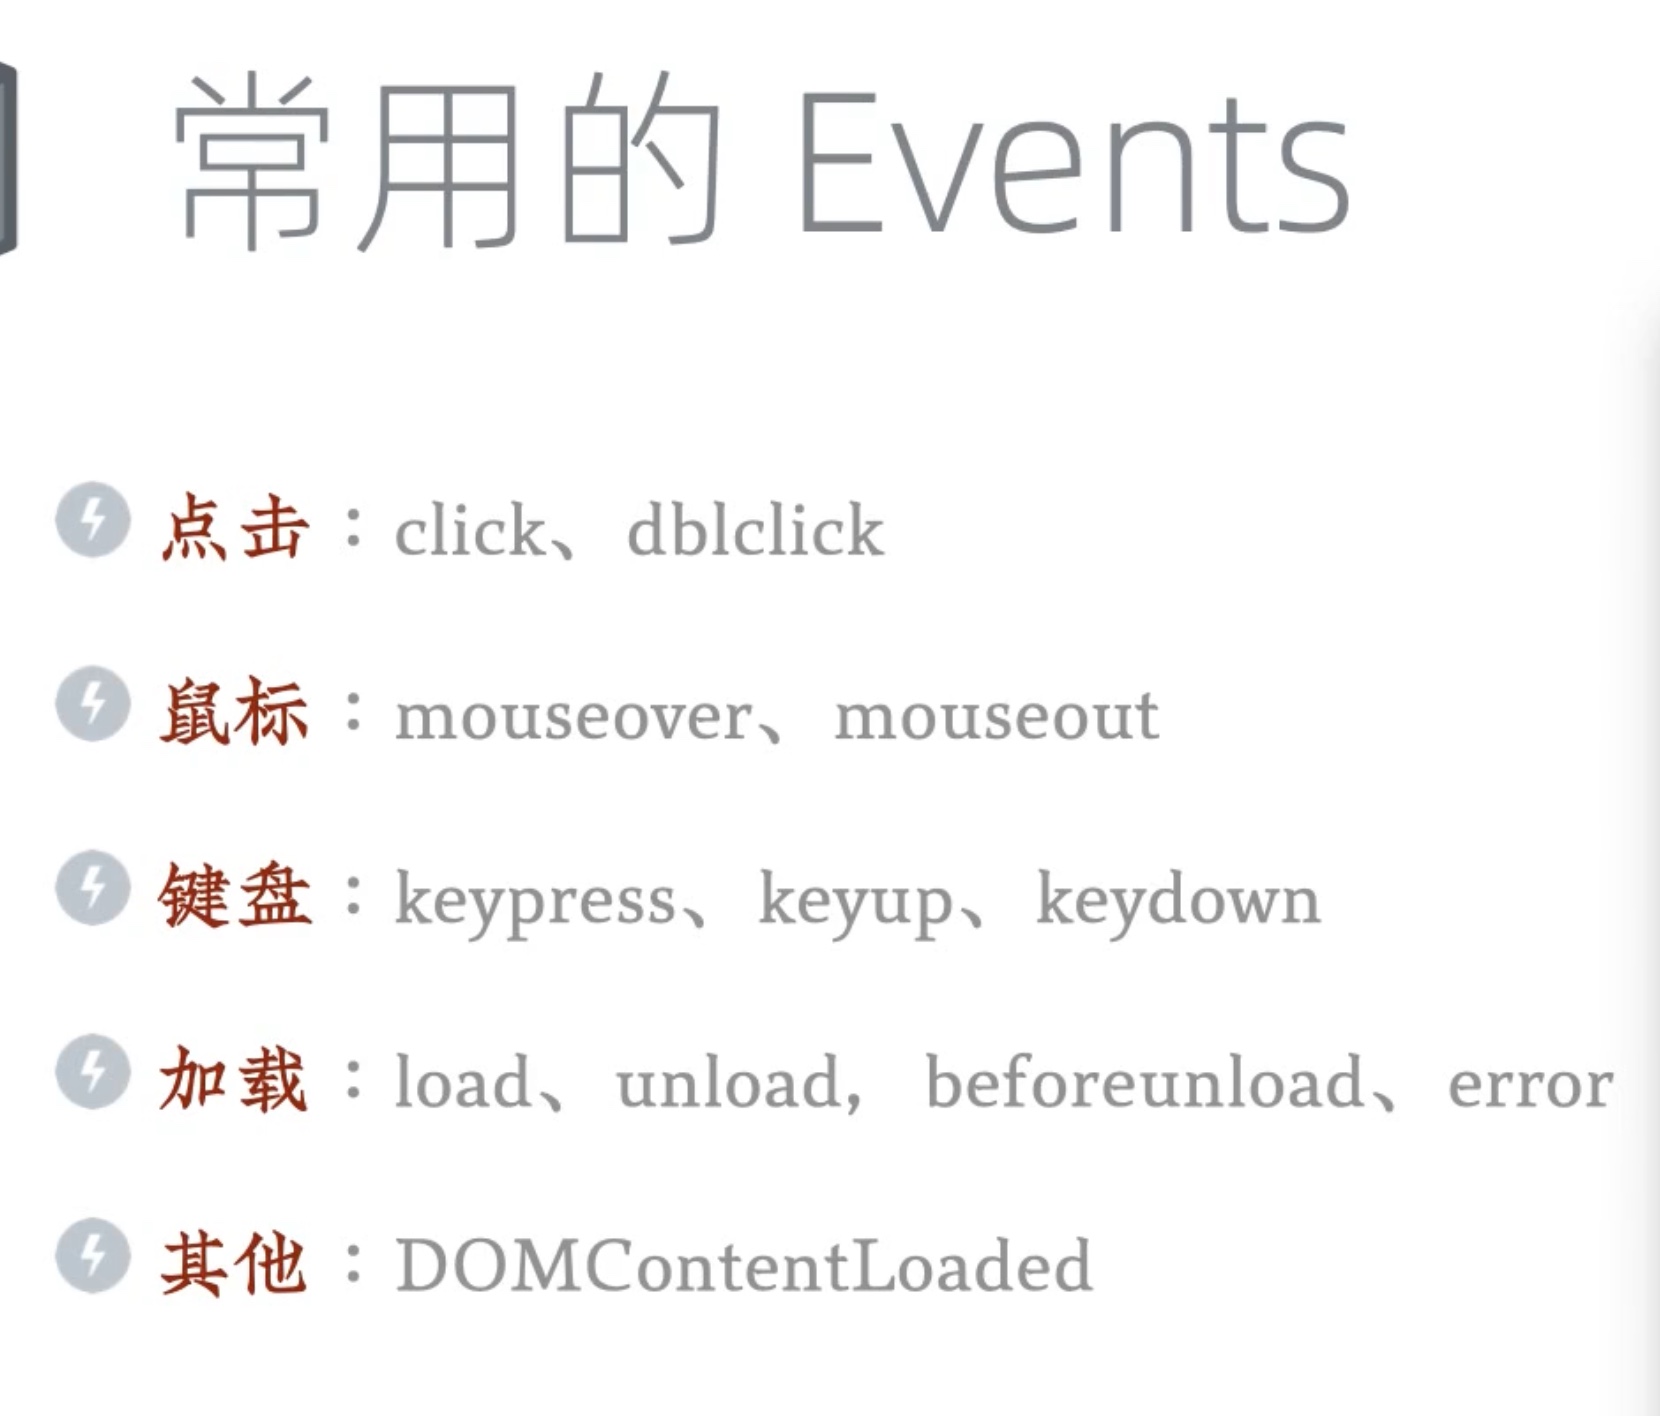 常用的 Events
点击：click、dblclick
鼠标：mouseover、mouseout
键盘：keypress、keyup、keydown
加载：load、unload，beforeunload、error
其他：DOMContentLoaded